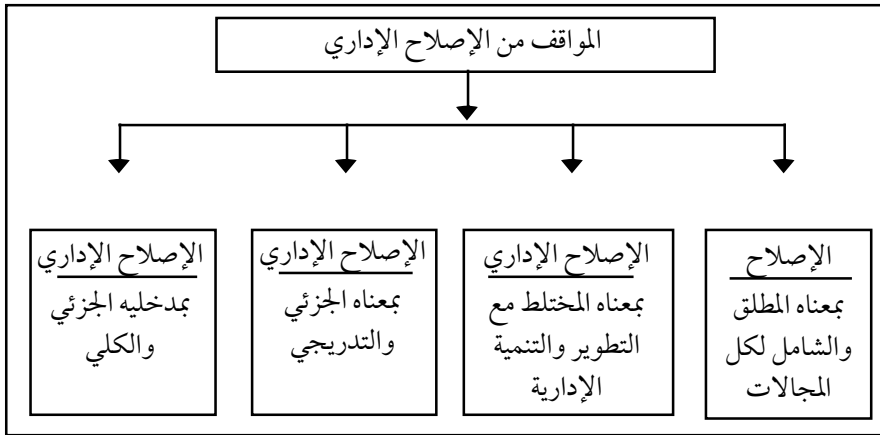 المواقف من الإصلاح الإداري
الإصلاح
بمعناه المطلق
والشامل لكل
المجالات
الإصلاح الإداري
بمعناه المختلط مع
التطوير والتنمية
الإدارية
الإصلاح الإداري
بمعناه الجزئي
والتدريجي
الإصلاح الإداري
بمدخليه الجزئي
والكلي